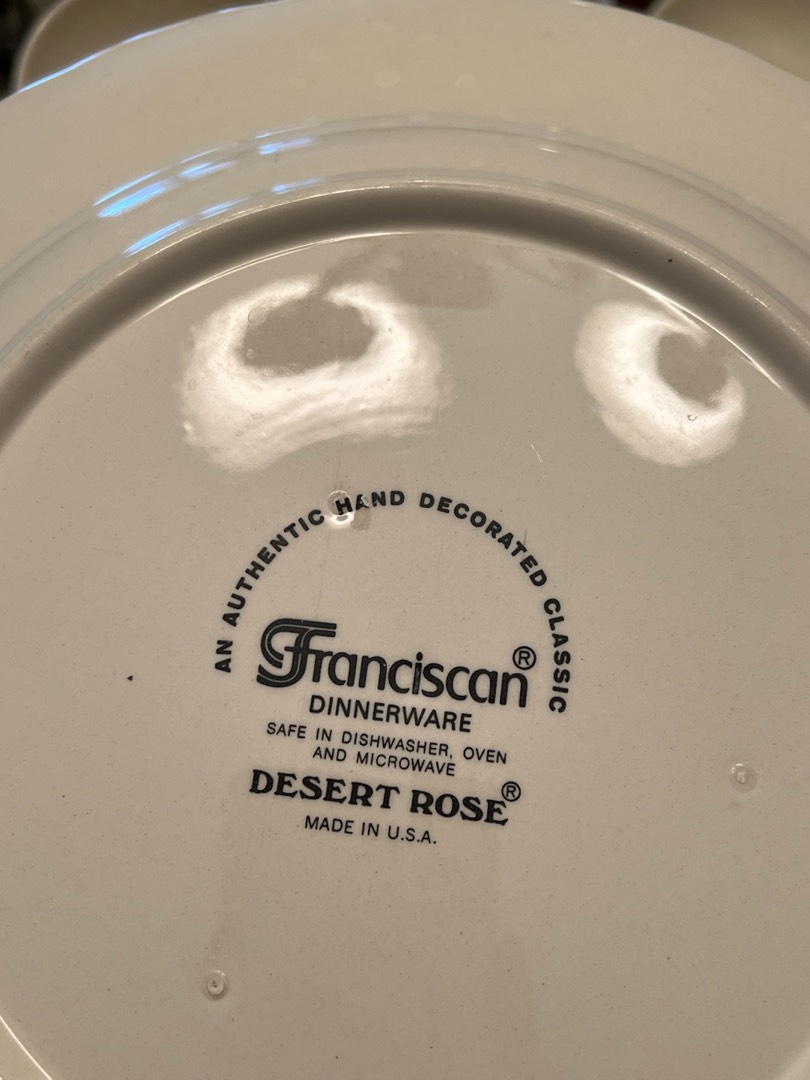 AN AUTHENTIC HAND DECORATED CLASSIC
Franciscan®
DINNERWARE
SAFE IN DISHWASHER, OVEN
AND MICROWAVE
DESERT ROSE®
MADE IN U.S.A.